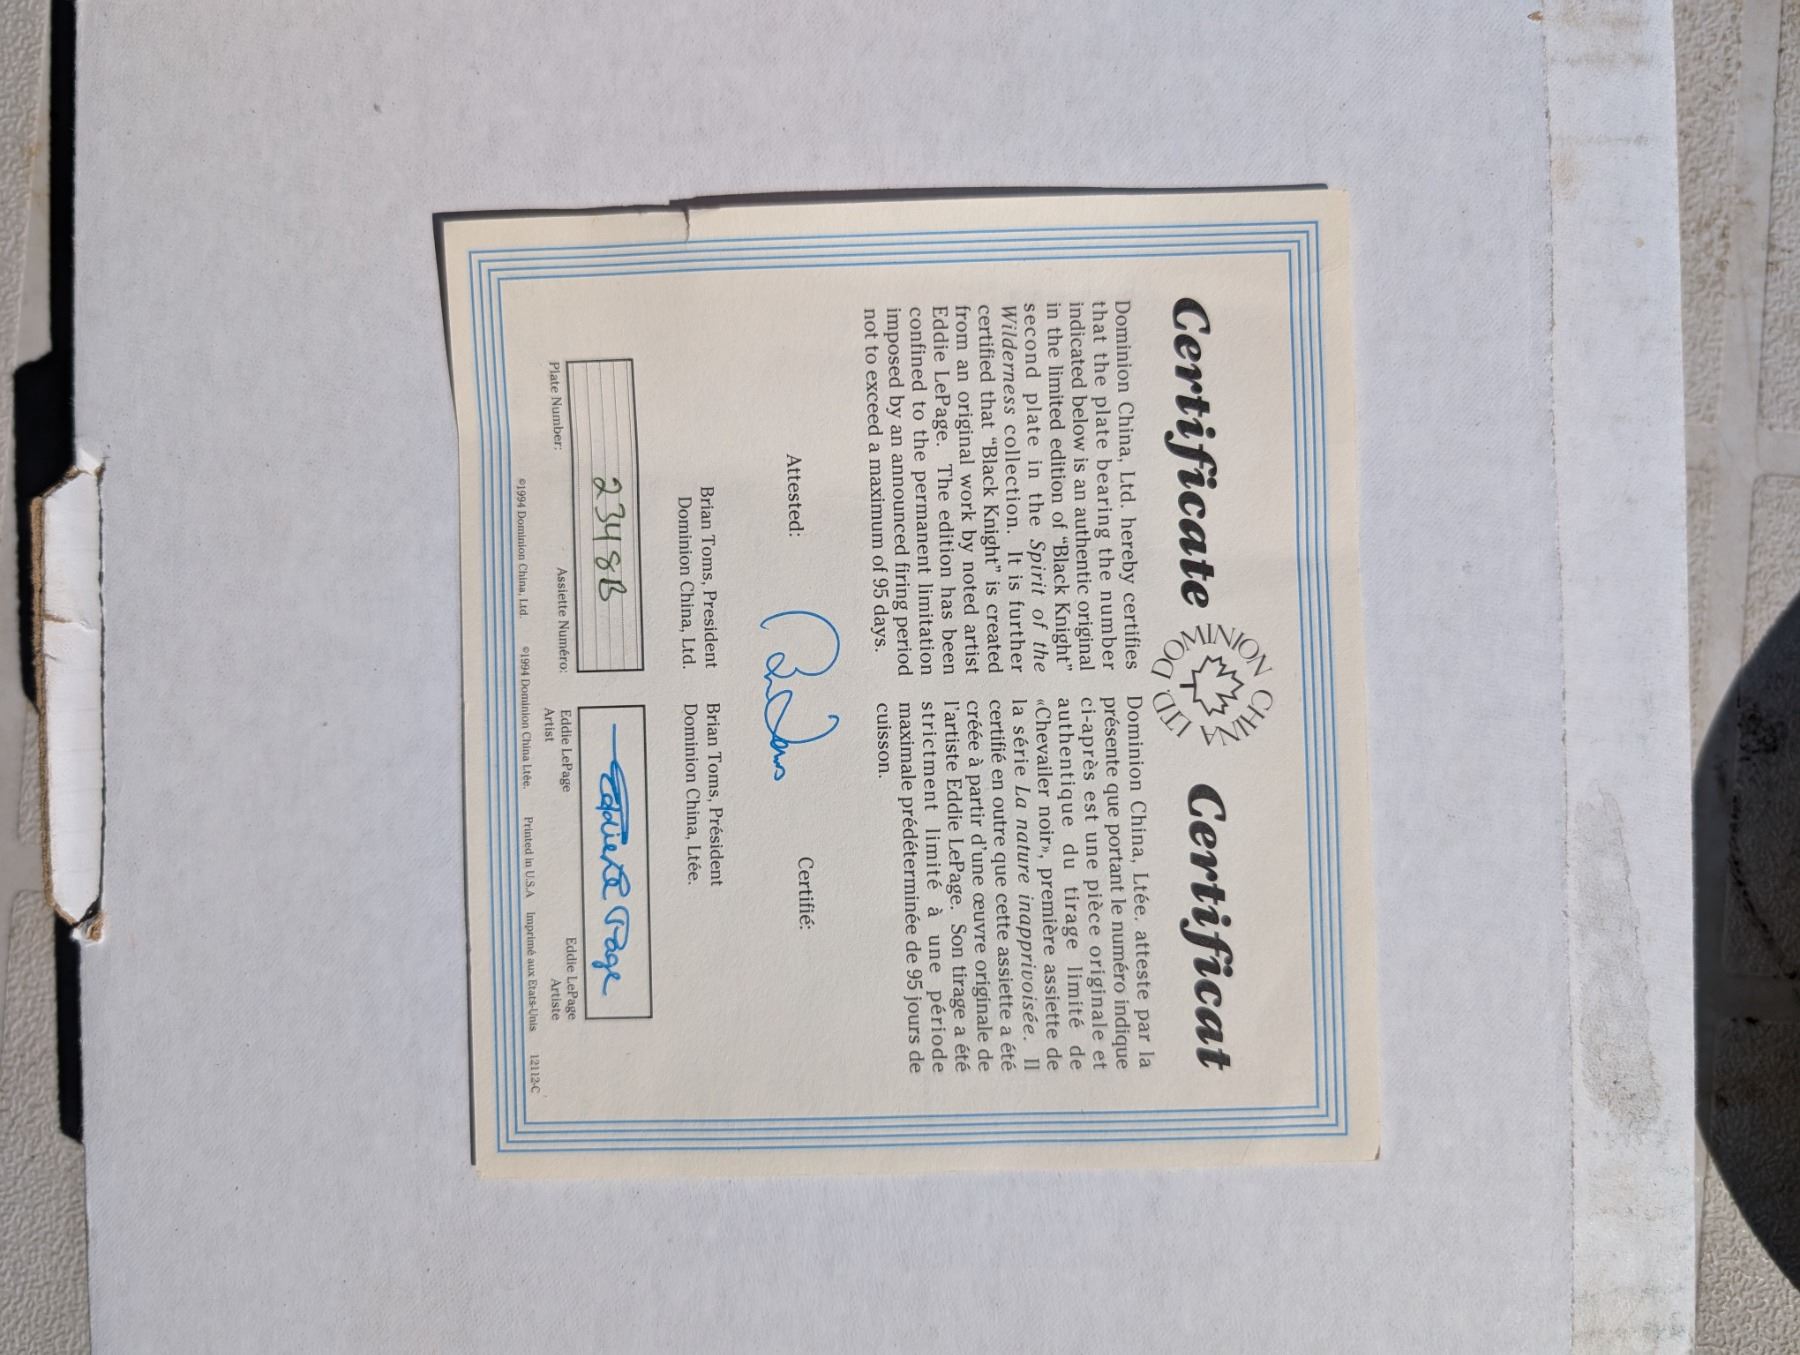 Certificate
DOMINION CHINA LTD.
Certificat
Dominion China, Ltd. hereby certifies
that the plate bearing the number
indicated below is an authentic original
in the limited edition of “Black Knight”
second plate in the Spirit of the
Wilderness collection. It is further
certified that “Black Knight” is created
from an original work by noted artist
Eddie LePage. The edition has been
confined to the permanent limitation
imposed by an announced firing period
not to exceed a maximum of 95 days.
Dominion China, Ltée. atteste par la
présente que portant le numéro indique
ci-après est une pièce originale et
authentique du tirage limité de
«Chevailer noir», première assiette de
la série La nature inapprivoisée. Il
certifié en outre que cette assiette a été
créée à partir d'une œuvre originale de
l'artiste Eddie LePage. Son tirage a été
strictment limité à une période
maximale prédéterminée de 95 jours de
cuisson.
Attested:
Certifié:
Brian Toms, President
Dominion China, Ltd.
Brian Toms, Président
Dominion China, Ltée.
2348B
Eddie Le Page
Plate Number:
Assiette Numéro:
Eddie LePage
Artist
Eddie LePage
Artiste
©1994 Dominion China, Ltd.
©1994 Dominion China Ltée.
Printed in U.S.A
Imprimé aux Etats-Unis
12112-C